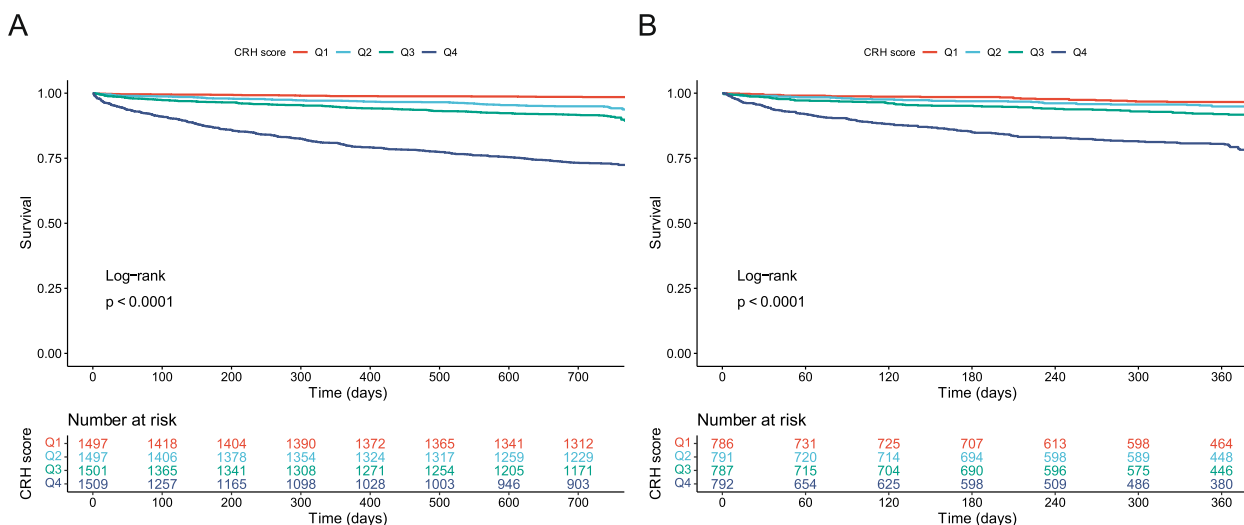 A
CRH score Q1 Q2 Q3 Q4
1.00
0.75
0.50
0.25
0.00
Survival
Log-rank
p < 0.0001
0 100 200 300 400 500 600 700
Time (days)
Number at risk
CRH score
Q1 1497 1418 1404 1390 1372 1365 1341 1312
Q2 1497 1406 1378 1354 1324 1317 1259 1229
Q3 1501 1365 1341 1308 1271 1254 1205 1171
Q4 1509 1257 1165 1098 1028 1003 946 903
0 100 200 300 400 500 600 700
Time (days)
B
CRH score Q1 Q2 Q3 Q4
1.00
0.75
0.50
0.25
0.00
Survival
Log-rank
p < 0.0001
0 60 120 180 240 300 360
Time (days)
Number at risk
CRH score
Q1 786 731 725 707 613 598 464
Q2 791 720 714 694 598 589 448
Q3 787 715 704 690 596 575 446
Q4 792 654 625 598 509 486 380
0 60 120 180 240 300 360
Time (days)